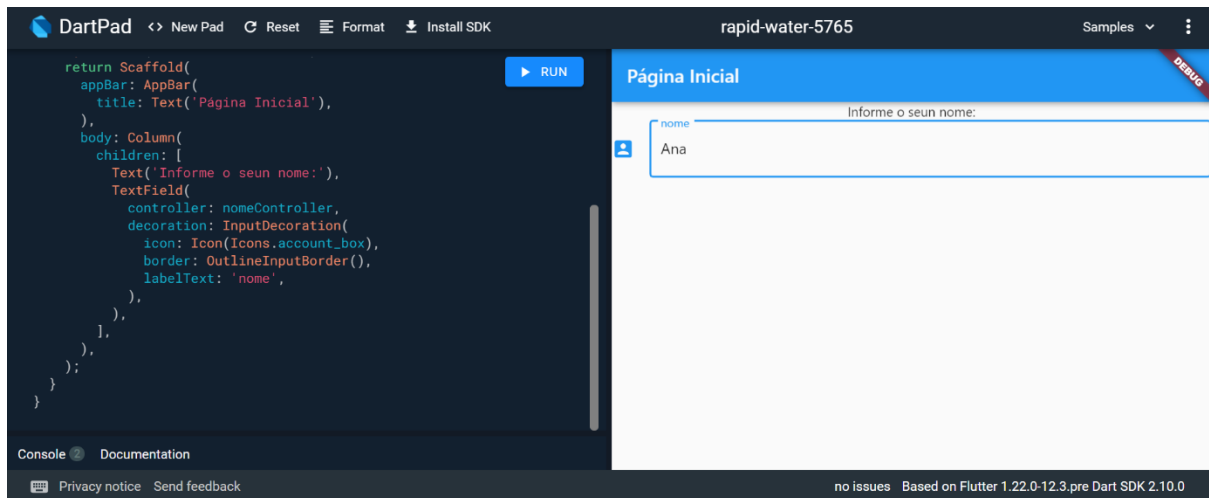 DartPad <> New Pad Reset Format Install SDK rapid-water-5765 Samples
return Scaffold(
appBar: AppBar(
title: Text('Página Inicial'),
),
body: Column(
children: [
Text('Informe o seun nome:'),
TextField(
controller: nomeController,
decoration: InputDecoration(
icon: Icon(Icons.account_box),
border: OutlineInputBorder(),
labelText: 'nome',
),
),
],
),
);
}
}
RUN
Página Inicial
DEBUG
Informe o seun nome:
nome
Ana
Console 2 Documentation
Privacy notice Send feedback
no issues Based on Flutter 1.22.0-12.3.pre Dart SDK 2.10.0